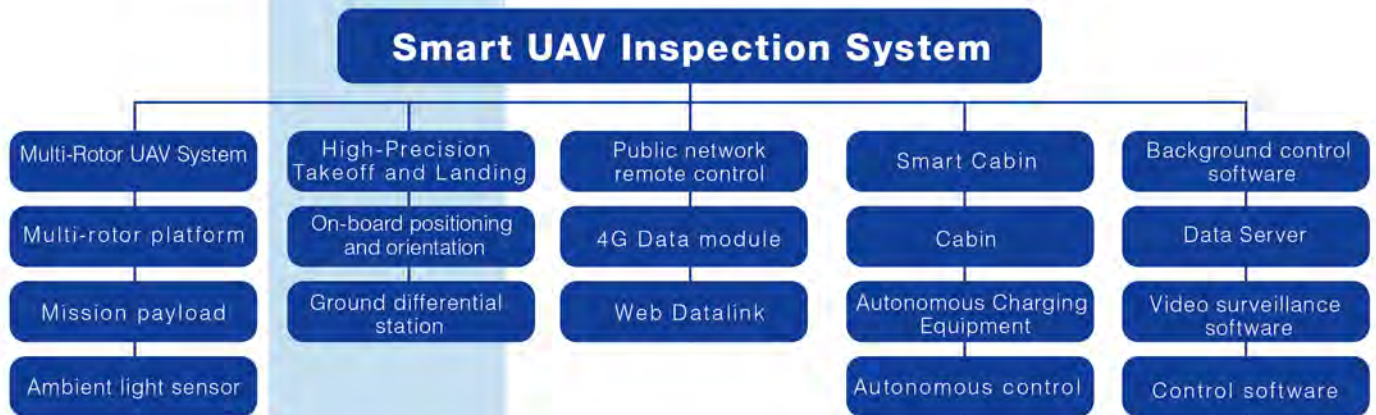 Smart UAV Inspection System
Multi-Rotor UAV System
High-Precision
Takeoff and Landing
Public network
remote control
Smart Cabin
Background control
software
Multi-rotor platform
On-board positioning
and orientation
4G Data module
Cabin
Data Server
Mission payload
Ground differential
station
Web Datalink
Autonomous Charging
Equipment
Video surveillance
software
Ambient light sensor
Autonomous control
Control software